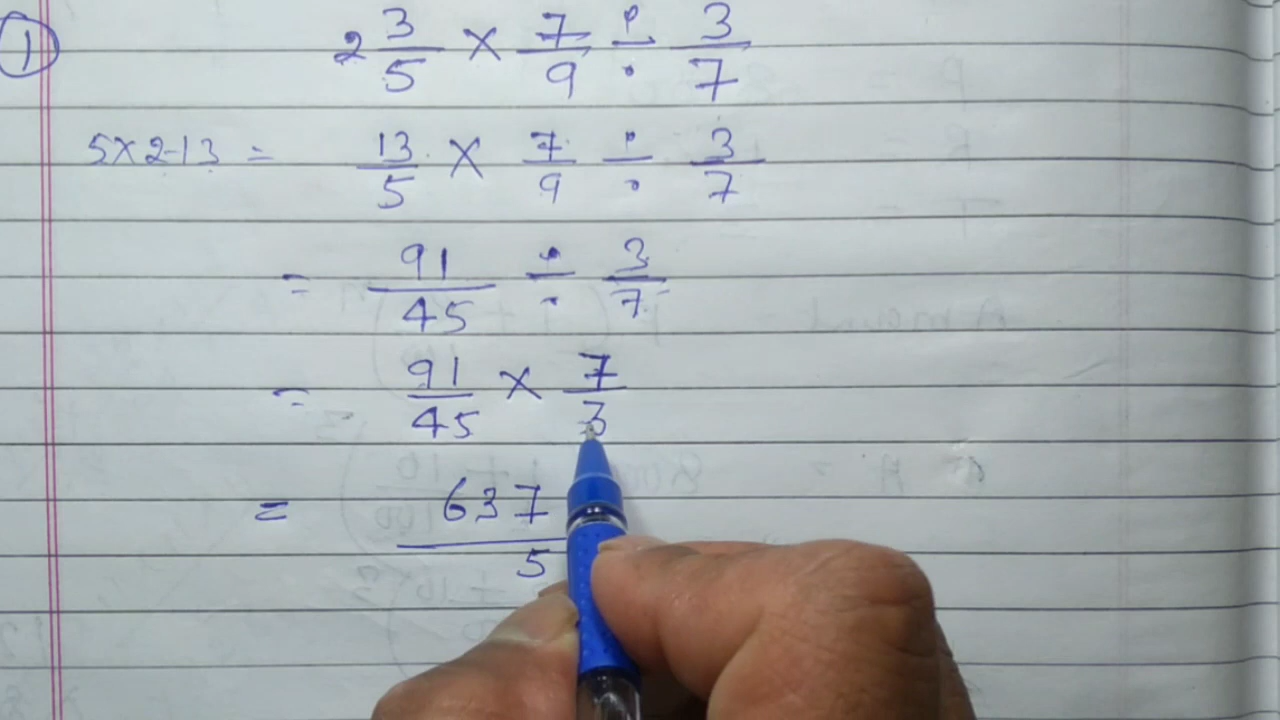 ① 2 3/5 × 7/9 ÷ 3/7
5×2-13 = 13/5 × 7/9 ÷ 3/7
= 91/45 ÷ 3/7
= 91/45 × 7/3
= 637/5